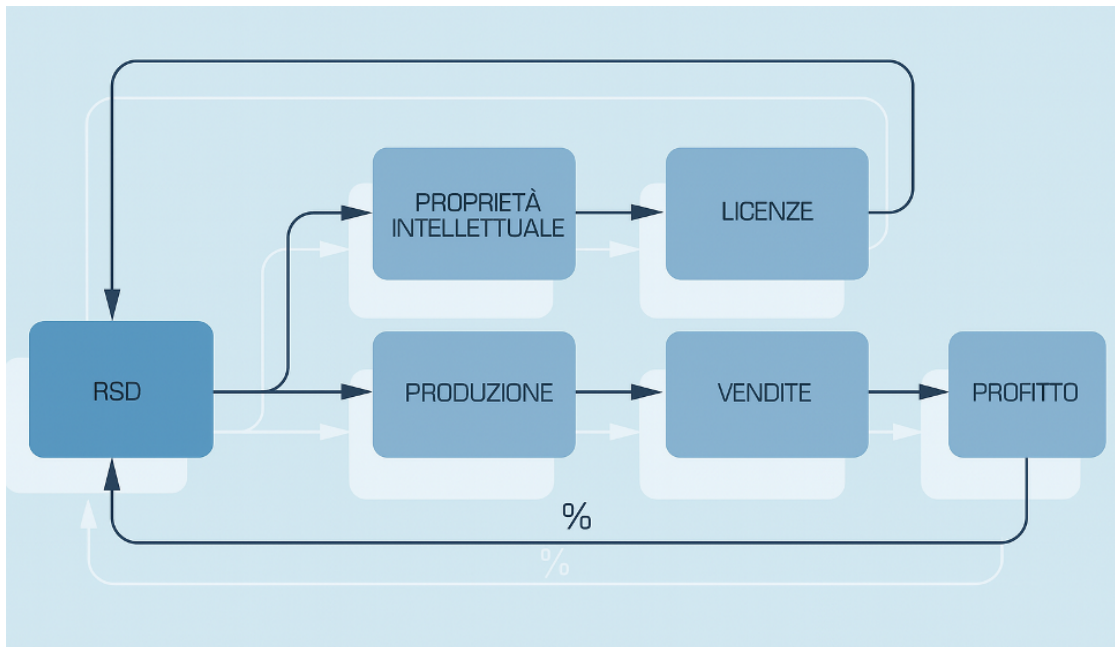 PROPRIETÀ
INTELLETTUALE
LICENZE
RSD
PRODUZIONE
VENDITE
PROFITTO
%
%